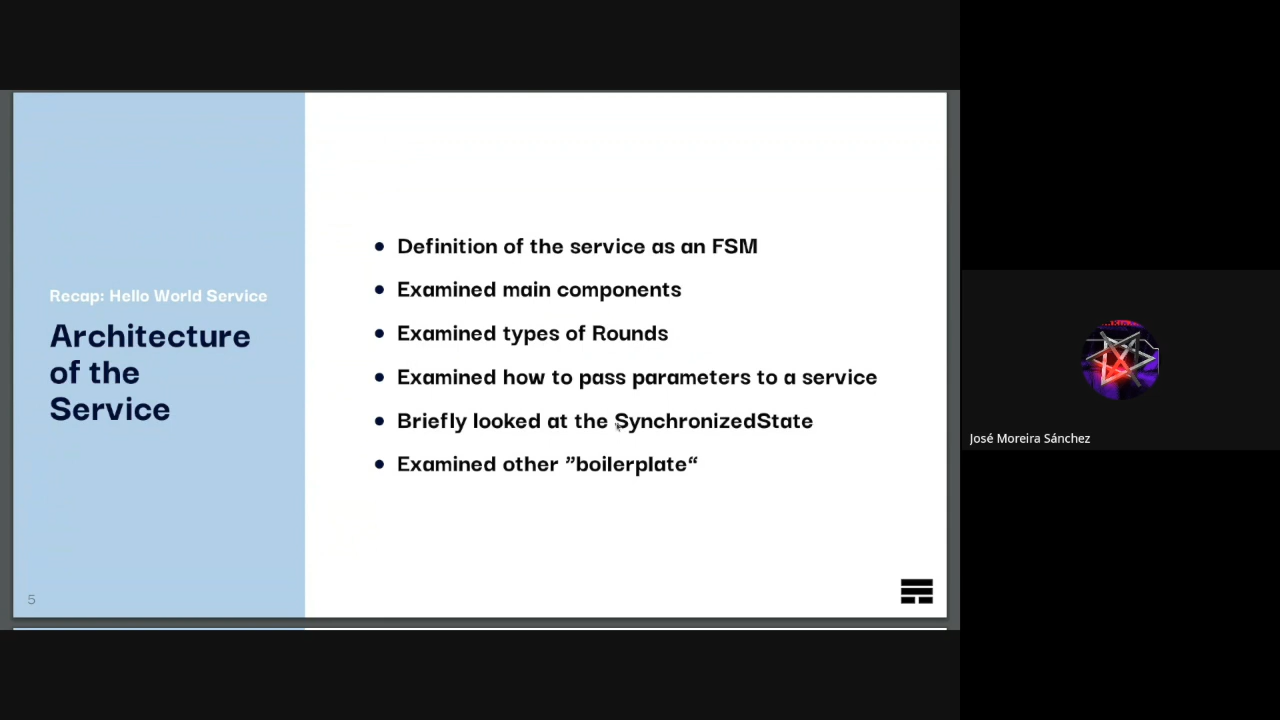 Recap: Hello World Service
Architecture
of the
Service
• Definition of the service as an FSM
• Examined main components
• Examined types of Rounds
• Examined how to pass parameters to a service
• Briefly looked at the SynchronizedState
• Examined other ”boilerplate“
5
José Moreira Sánchez